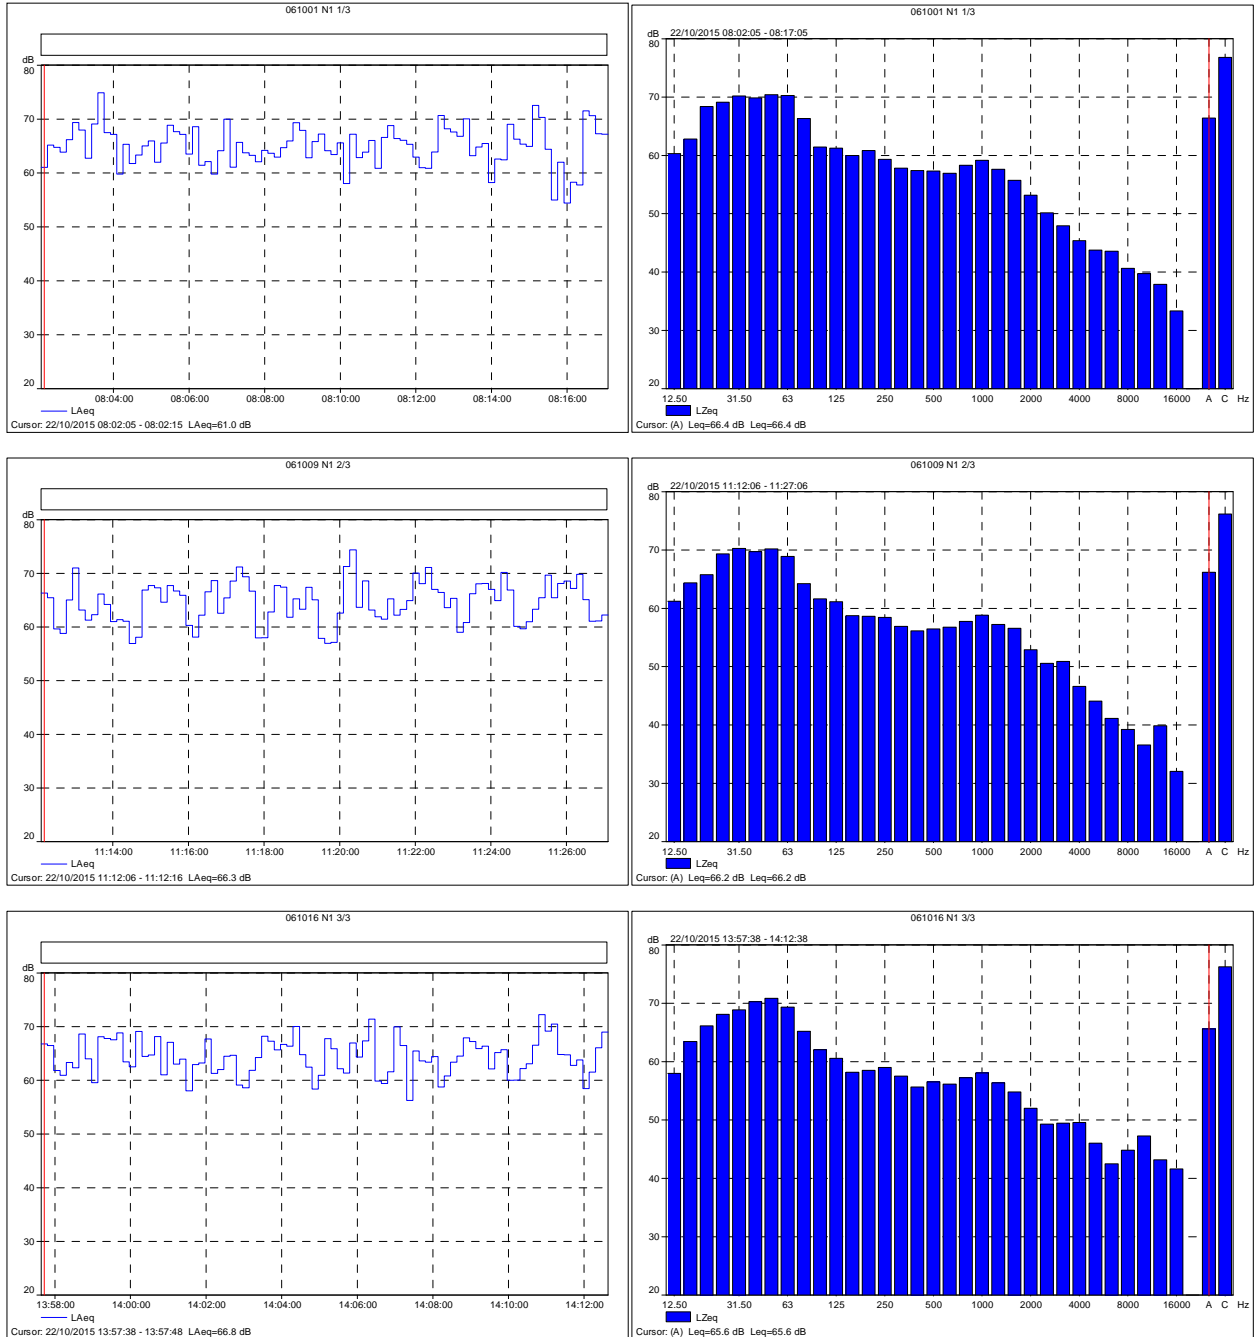 061001 N1 1/3
dB
80
70
60
50
40
30
20
08:04:00 08:06:00 08:08:00 08:10:00 08:12:00 08:14:00 08:16:00
LAeq
Cursor: 22/10/2015 08:02:05 - 08:02:15 LAeq=61.0 dB
061001 N1 1/3
dB 22/10/2015 08:02:05 - 08:17:05
80
70
60
50
40
30
20
12.50 31.50 63 125 250 500 1000 2000 4000 8000 16000 A C Hz
LZeq
Cursor: (A) Leq=66.4 dB Leq=66.4 dB
061009 N1 2/3
dB
80
70
60
50
40
30
20
11:14:00 11:16:00 11:18:00 11:20:00 11:22:00 11:24:00 11:26:00
LAeq
Cursor: 22/10/2015 11:12:06 - 11:12:16 LAeq=66.3 dB
061009 N1 2/3
dB 22/10/2015 11:12:06 - 11:27:06
80
70
60
50
40
30
20
12.50 31.50 63 125 250 500 1000 2000 4000 8000 16000 A C Hz
LZeq
Cursor: (A) Leq=66.2 dB Leq=66.2 dB
061016 N1 3/3
dB
80
70
60
50
40
30
20
13:58:00 14:00:00 14:02:00 14:04:00 14:06:00 14:08:00 14:10:00 14:12:00
LAeq
Cursor: 22/10/2015 13:57:38 - 13:57:48 LAeq=66.8 dB
061016 N1 3/3
dB 22/10/2015 13:57:38 - 14:12:38
80
70
60
50
40
30
20
12.50 31.50 63 125 250 500 1000 2000 4000 8000 16000 A C Hz
LZeq
Cursor: (A) Leq=65.6 dB Leq=65.6 dB